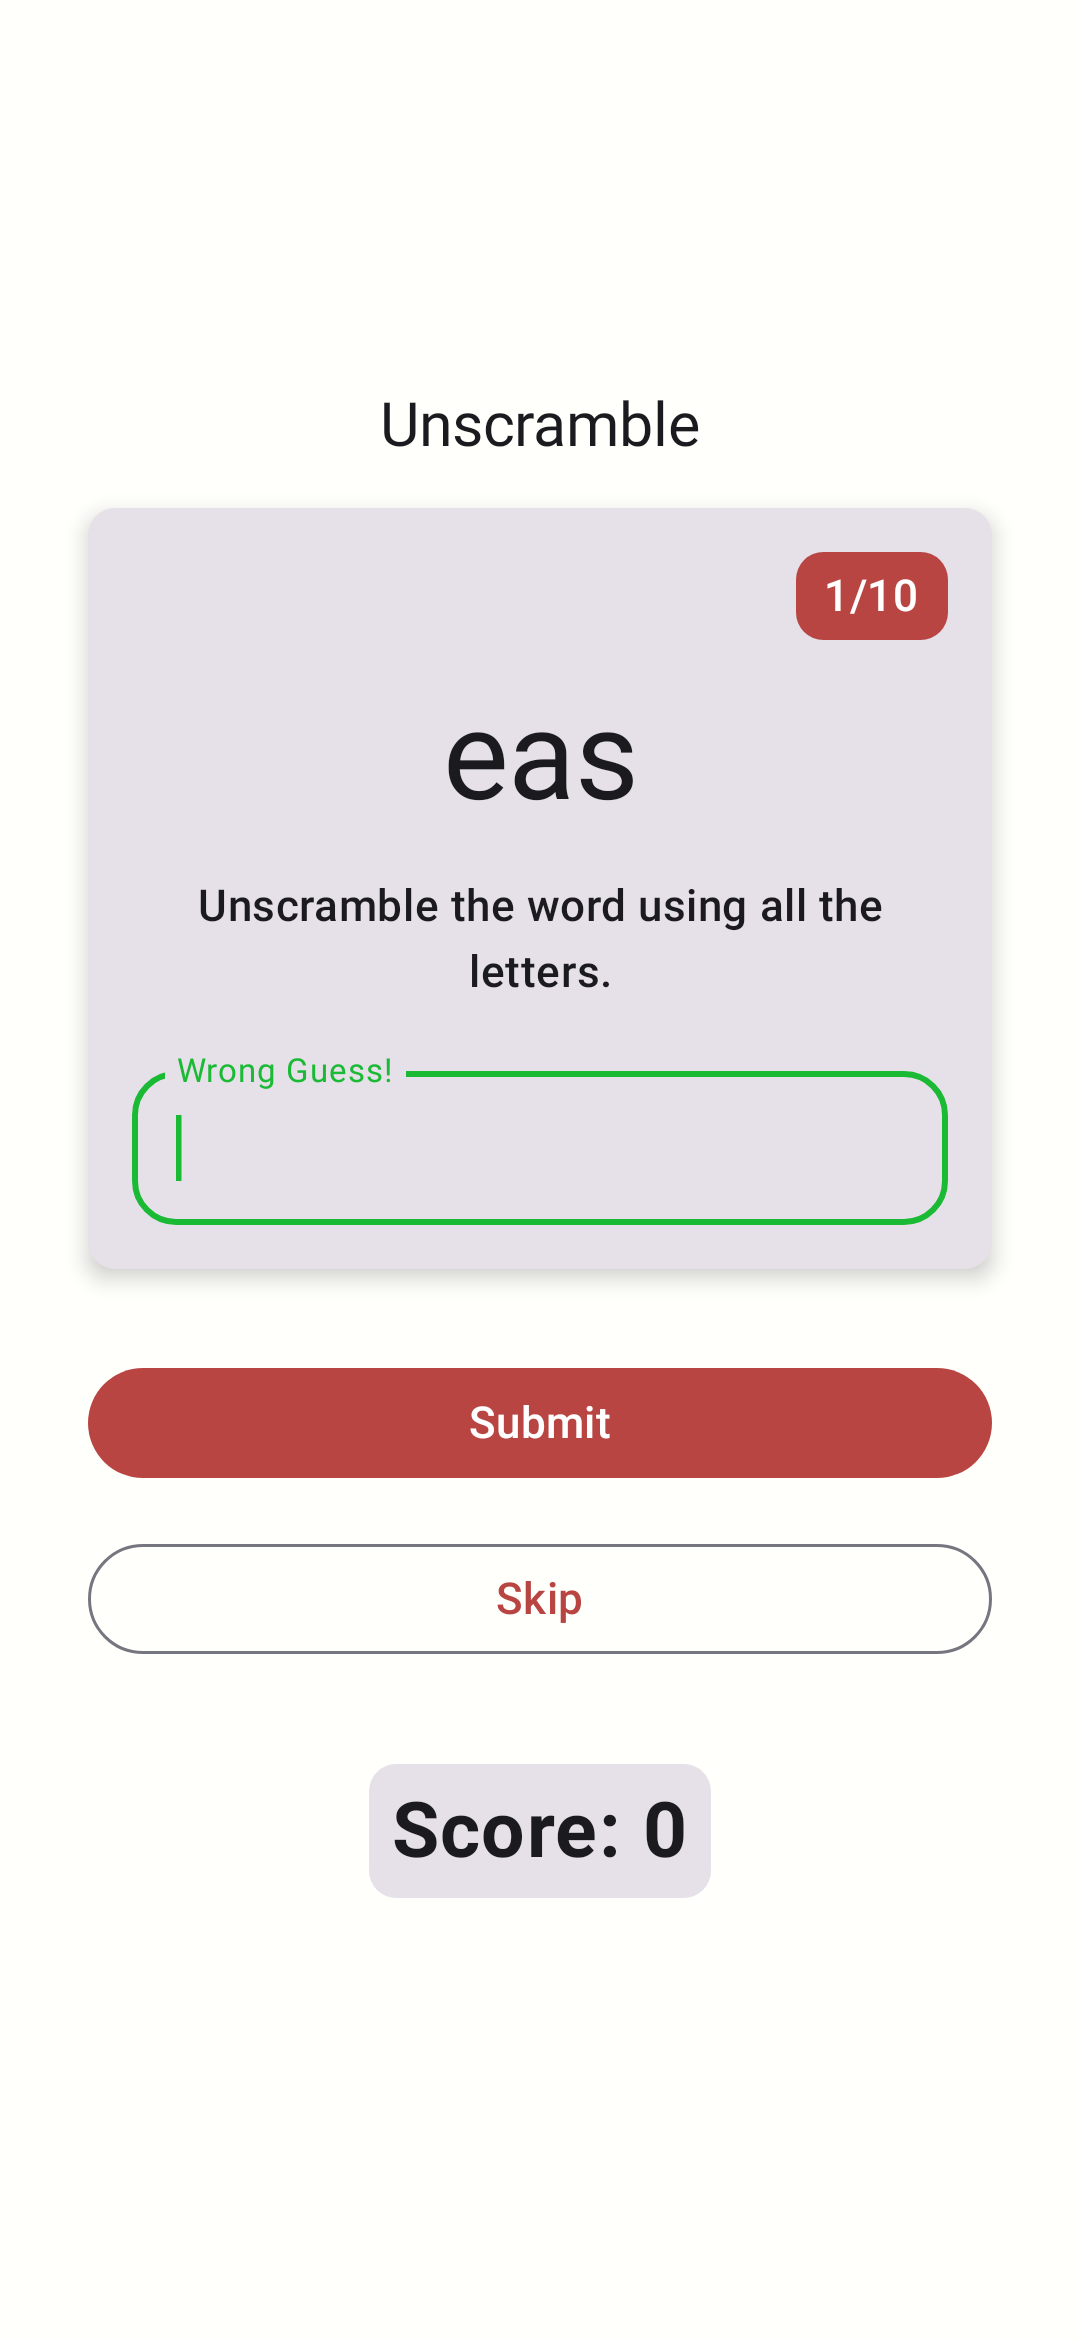 Unscramble
1/10
eas
Unscramble the word using all the
letters.
Wrong Guess!
Submit
Skip
Score: 0